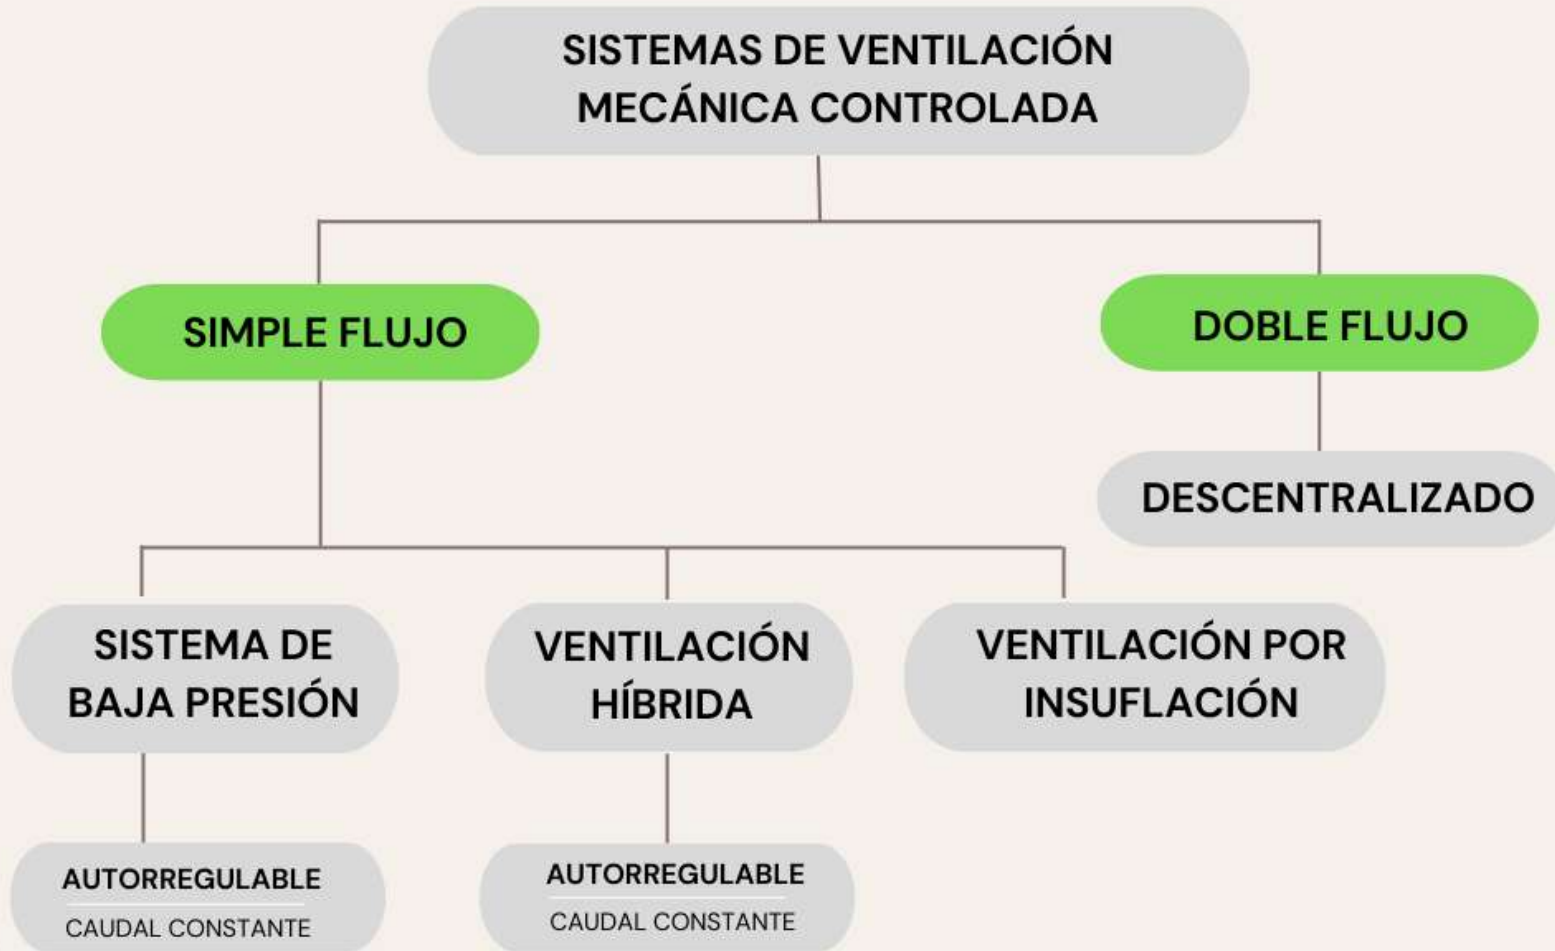 SISTEMAS DE VENTILACIÓN
MECÁNICA CONTROLADA
SIMPLE FLUJO
DOBLE FLUJO
DESCENTRALIZADO
SISTEMA DE
BAJA PRESIÓN
VENTILACIÓN
HÍBRIDA
VENTILACIÓN POR
INSUFLACIÓN
AUTORREGULABLE
CAUDAL CONSTANTE
AUTORREGULABLE
CAUDAL CONSTANTE